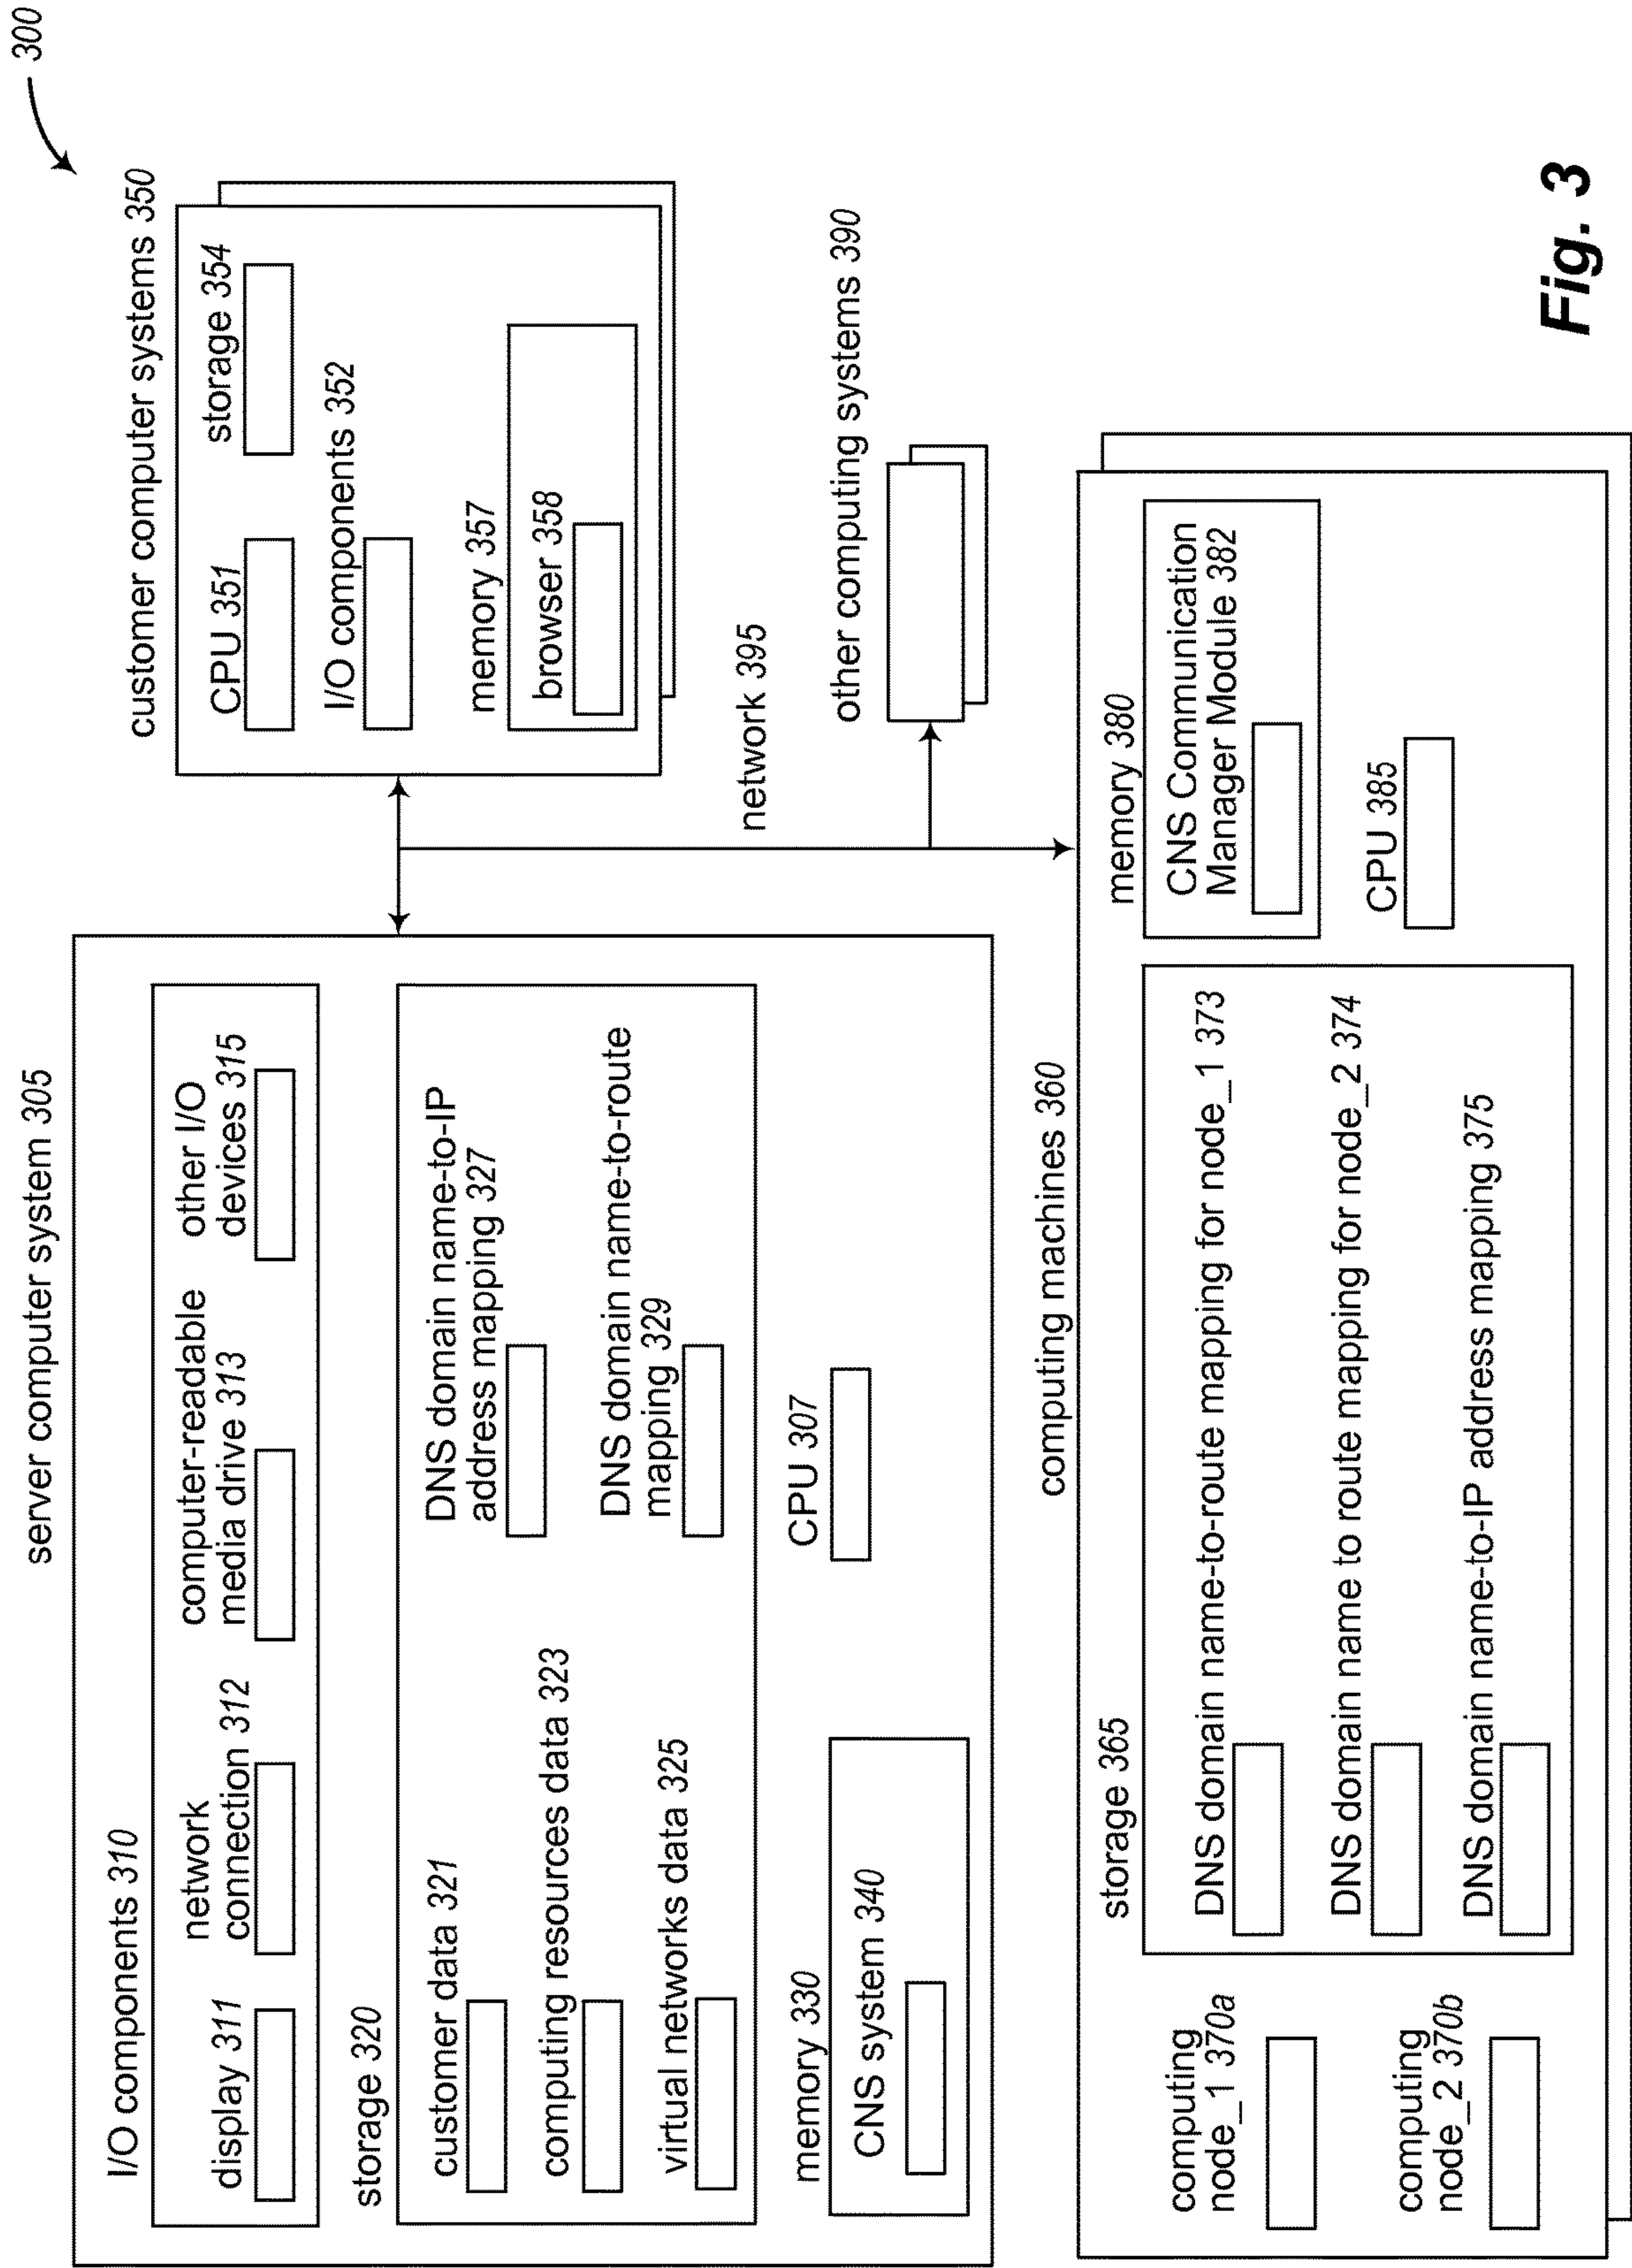 300
server computer system 305
I/O components 310
display 311
network
connection 312
computer-readable
media drive 313
other I/O
devices 315
storage 320
customer data 321
computing resources data 323
virtual networks data 325
DNS domain name-to-IP
address mapping 327
DNS domain name-to-route
mapping 329
memory 330
CNS system 340
CPU 307
customer computer systems 350
CPU 351
storage 354
I/O components 352
memory 357
browser 358
network 395
other computing systems 390
computing machines 360
computing
node_1 370a
computing
node_2 370b
storage 365
DNS domain name-to-route mapping for node_1 373
DNS domain name to route mapping for node_2 374
DNS domain name-to-IP address mapping 375
memory 380
CNS Communication
Manager Module 382
CPU 385
Fig. 3